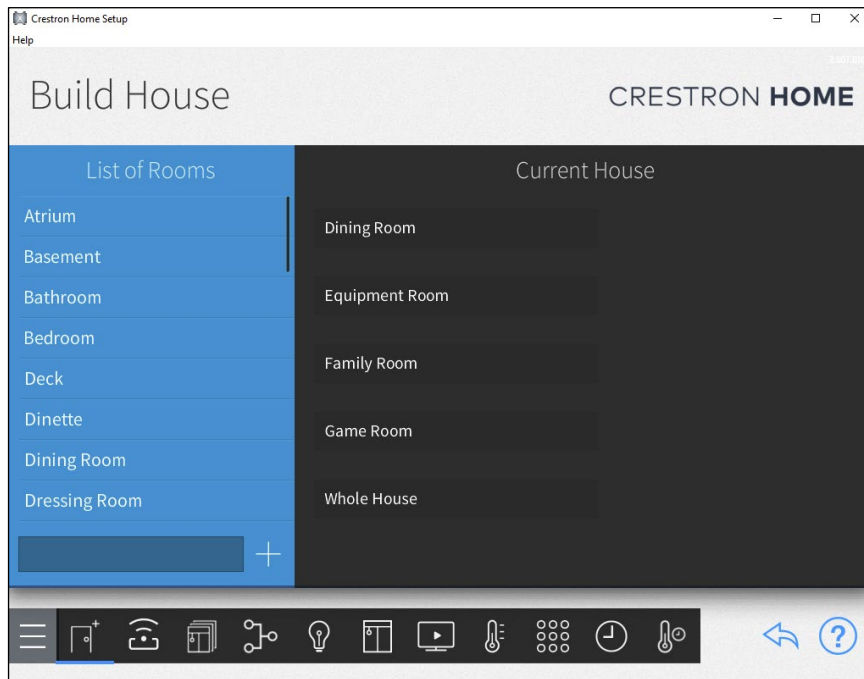 Crestron Home Setup
Help
Build House
CRESTRON HOME
List of Rooms
Atrium
Basement
Bathroom
Bedroom
Deck
Dinette
Dining Room
Dressing Room
Current House
Dining Room
Equipment Room
Family Room
Game Room
Whole House
?